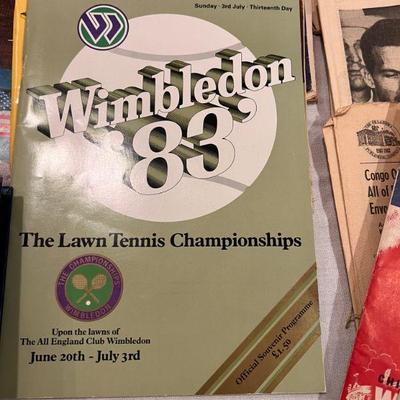 Sunday · 3rd July · Thirteenth Day
Wimbledon
'83'
The Lawn Tennis Championships
THE CHAMPIONSHIPS
WIMBLEDON
Upon the lawns of
The All England Club Wimbledon
June 20th - July 3rd
Official Souvenir Programme
£1.50
Congo
All of
Env